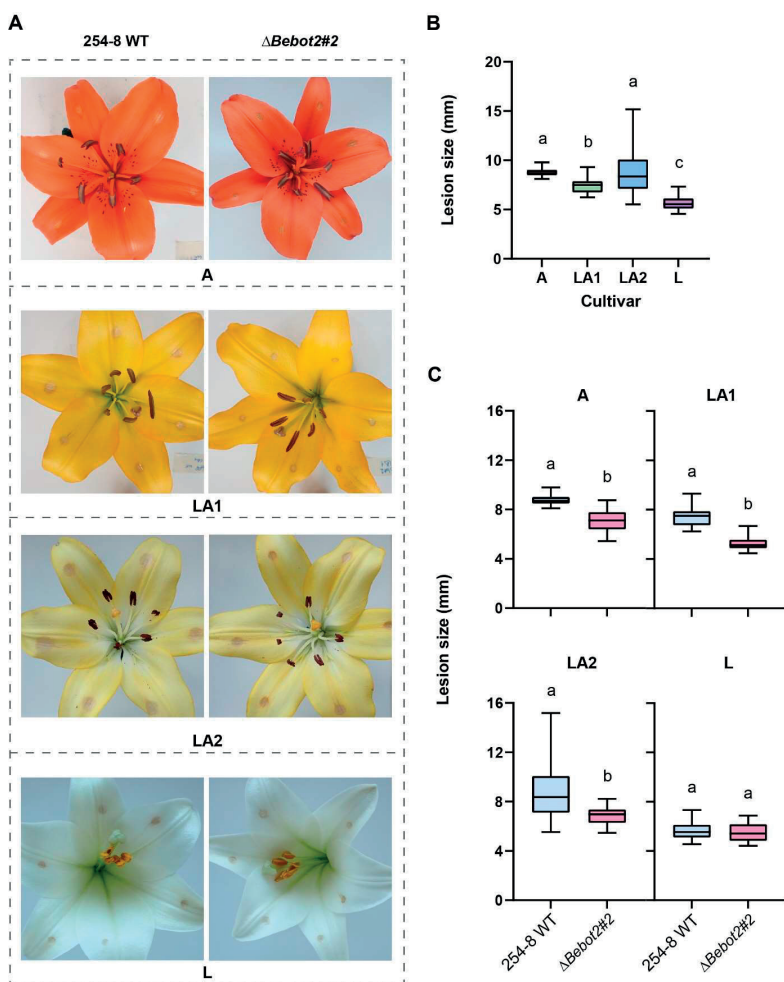 A
254-8 WT
ΔBebot2#2
A
LA1
LA2
L
B
Lesion size (mm)
20
15
10
5
0
a
b
a
c
A
LA1
LA2
L
Cultivar
C
Lesion size (mm)
A
LA1
16
12
8
4
0
a
b
a
b
LA2
L
16
12
8
4
0
a
b
a
a
254-8 WT
ΔBebot2#2
254-8 WT
ΔBebot2#2